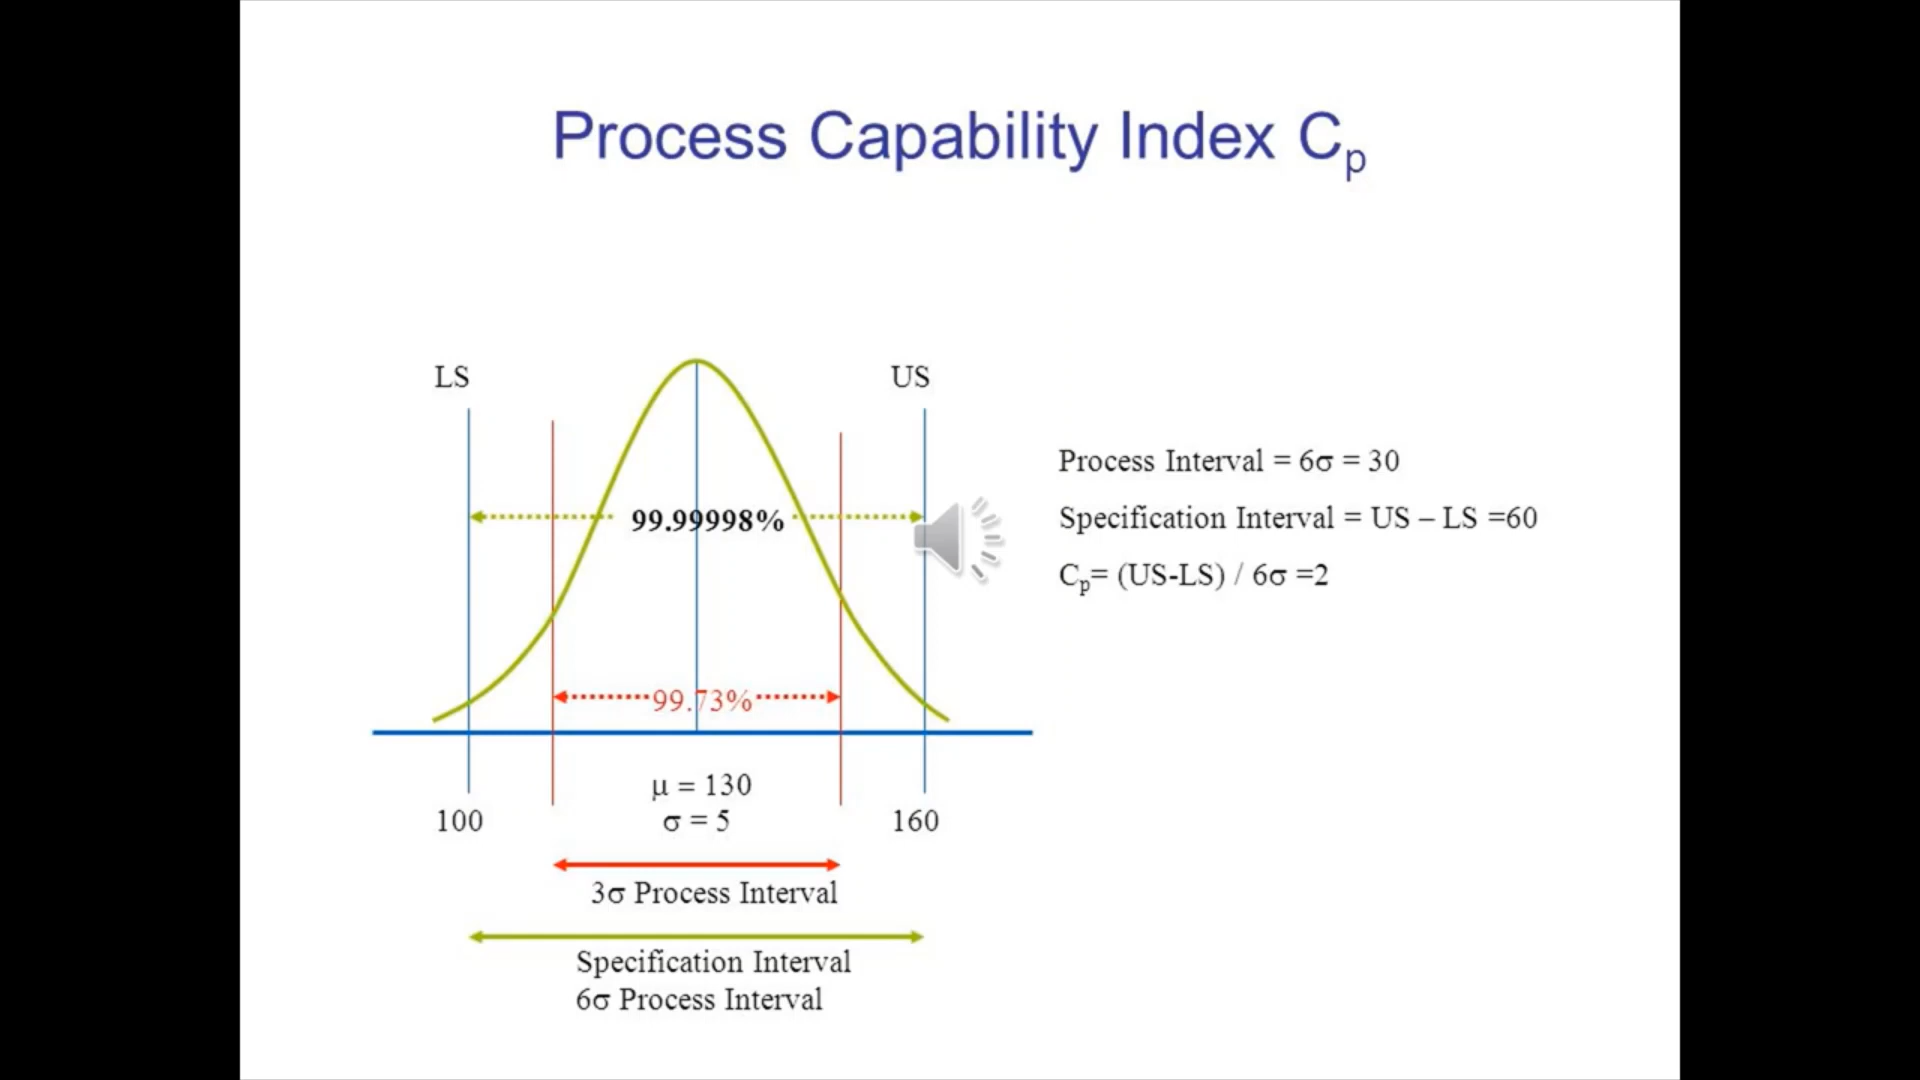 Process Capability Index Cp
LS
US
Process Interval = 6σ = 30
99.99998%
Specification Interval = US – LS =60
Cp= (US-LS) / 6σ =2
99.73%
μ = 130
100
σ = 5
160
3σ Process Interval
Specification Interval
6σ Process Interval